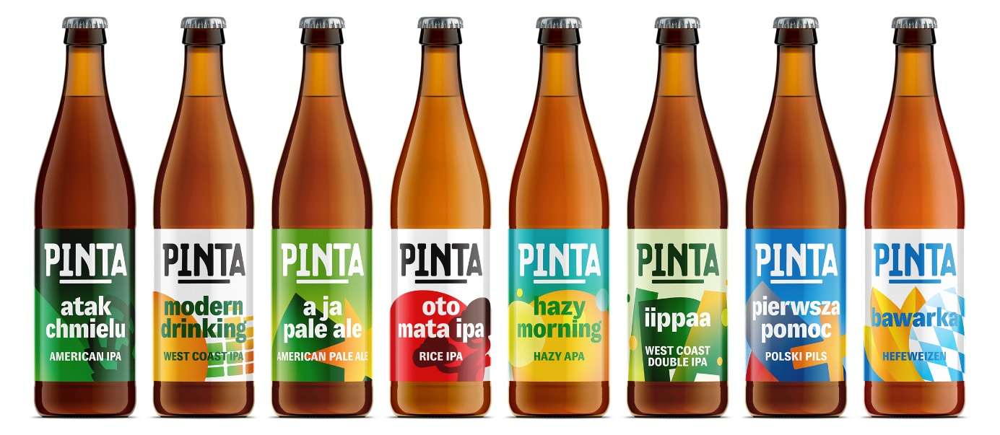 PINTA
atak
chmielu
AMERICAN IPA
PINTA
modern
drinking
WEST COAST IPA
PINTA
a ja
pale ale
AMERICAN PALE ALE
PINTA
oto
mata ipa
RICE IPA
PINTA
hazy
morning
HAZY APA
PINTA
iippaa
WEST COAST
DOUBLE IPA
PINTA
pierwsza
pomoc
POLSKI PILS
PINTA
bawarka
HEFEWEIZEN